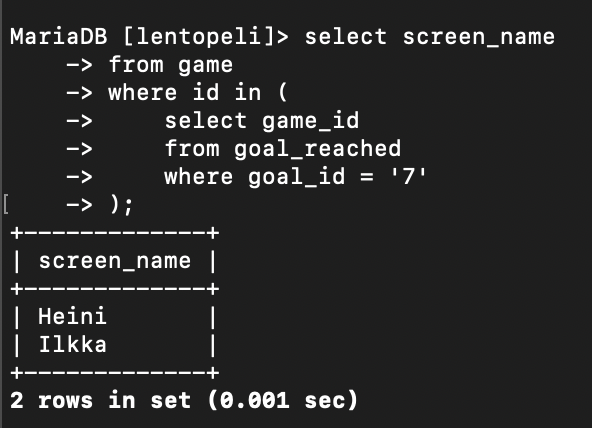 MariaDB [lentopeli]> select screen_name
    -> from game
    -> where id in (
    ->     select game_id
    ->     from goal_reached
    ->     where goal_id = '7'
[    -> );
+-------------+
| screen_name |
+-------------+
| Heini       |
| Ilkka       |
+-------------+
2 rows in set (0.001 sec)